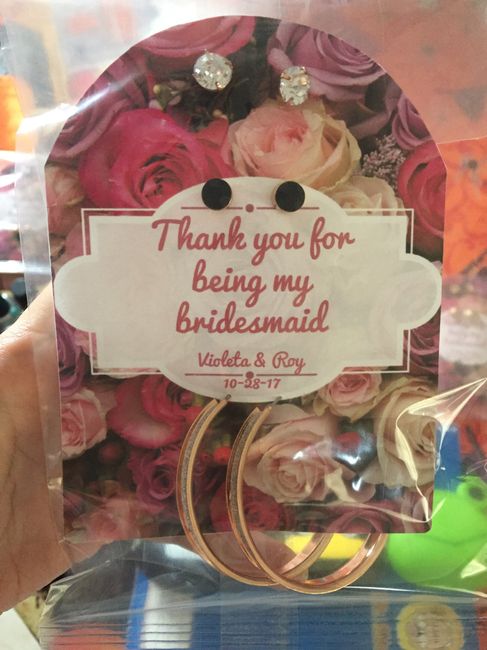 Thank you for
being my
bridesmaid
Violeta & Roy
10-28-17